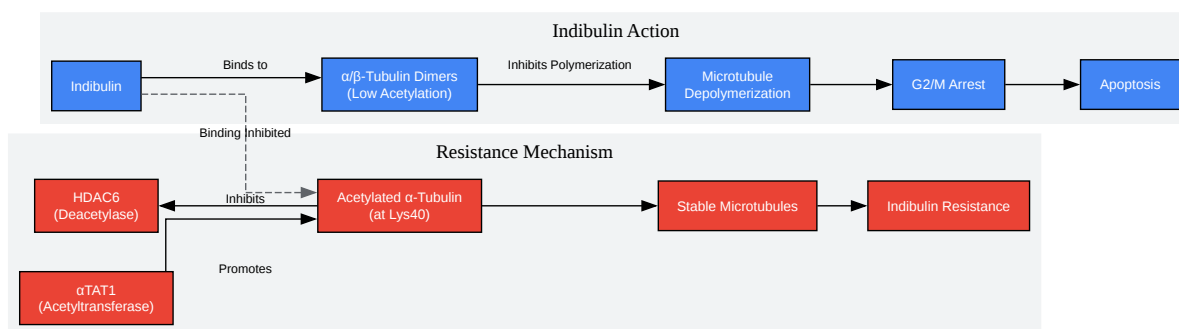 Indibulin Action
Binds to
Inhibits Polymerization
Indibulin
α/β-Tubulin Dimers
(Low Acetylation)
Microtubule
Depolymerization
G2/M Arrest
Apoptosis
Binding Inhibited
Resistance Mechanism
HDAC6
(Deacetylase)
Inhibits
Acetylated α-Tubulin
(at Lys40)
Stable Microtubules
Indibulin Resistance
Promotes
αTAT1
(Acetyltransferase)